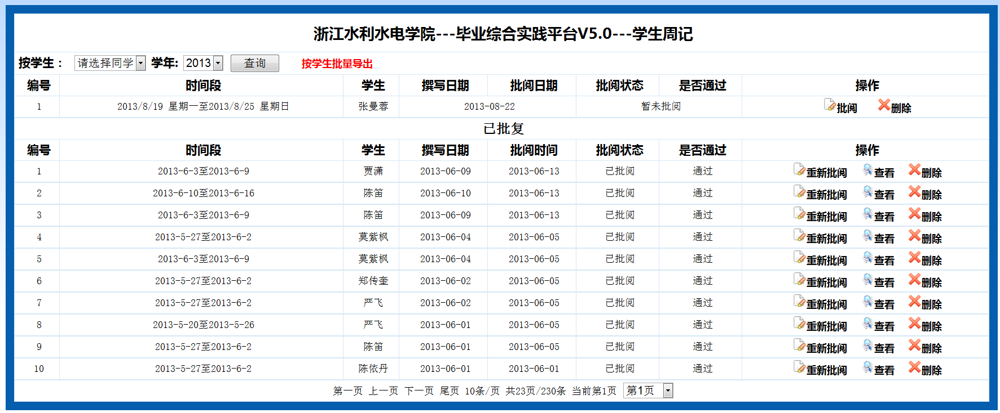 浙江水利水电学院---毕业综合实践平台V5.0---学生周记
按学生： 请选择同学 学年: 2013 查询 按学生批量导出
编号 时间段 学生 撰写日期 批阅日期 批阅状态 是否通过 操作
1 2013/8/19 星期一至2013/8/25 星期日 张曼蓉 2013-08-22 暂未批阅 批阅 删除
已批复
编号 时间段 学生 撰写日期 批阅时间 批阅状态 是否通过 操作
1 2013-6-3至2013-6-9 贾潇 2013-06-09 2013-06-13 已批阅 通过 重新批阅 查看 删除
2 2013-6-10至2013-6-16 陈笛 2013-06-10 2013-06-13 已批阅 通过 重新批阅 查看 删除
3 2013-6-3至2013-6-9 陈笛 2013-06-09 2013-06-13 已批阅 通过 重新批阅 查看 删除
4 2013-5-27至2013-6-2 莫紫枫 2013-06-04 2013-06-05 已批阅 通过 重新批阅 查看 删除
5 2013-6-3至2013-6-9 莫紫枫 2013-06-04 2013-06-05 已批阅 通过 重新批阅 查看 删除
6 2013-5-27至2013-6-2 郑传奎 2013-06-02 2013-06-05 已批阅 通过 重新批阅 查看 删除
7 2013-5-27至2013-6-2 严飞 2013-06-02 2013-06-05 已批阅 通过 重新批阅 查看 删除
8 2013-5-20至2013-5-26 严飞 2013-06-01 2013-06-05 已批阅 通过 重新批阅 查看 删除
9 2013-5-27至2013-6-2 陈笛 2013-06-01 2013-06-05 已批阅 通过 重新批阅 查看 删除
10 2013-5-27至2013-6-2 陈依丹 2013-06-01 2013-06-01 已批阅 通过 重新批阅 查看 删除
第一页 上一页 下一页 尾页 10条/页 共23页/230条 当前第1页 第1页